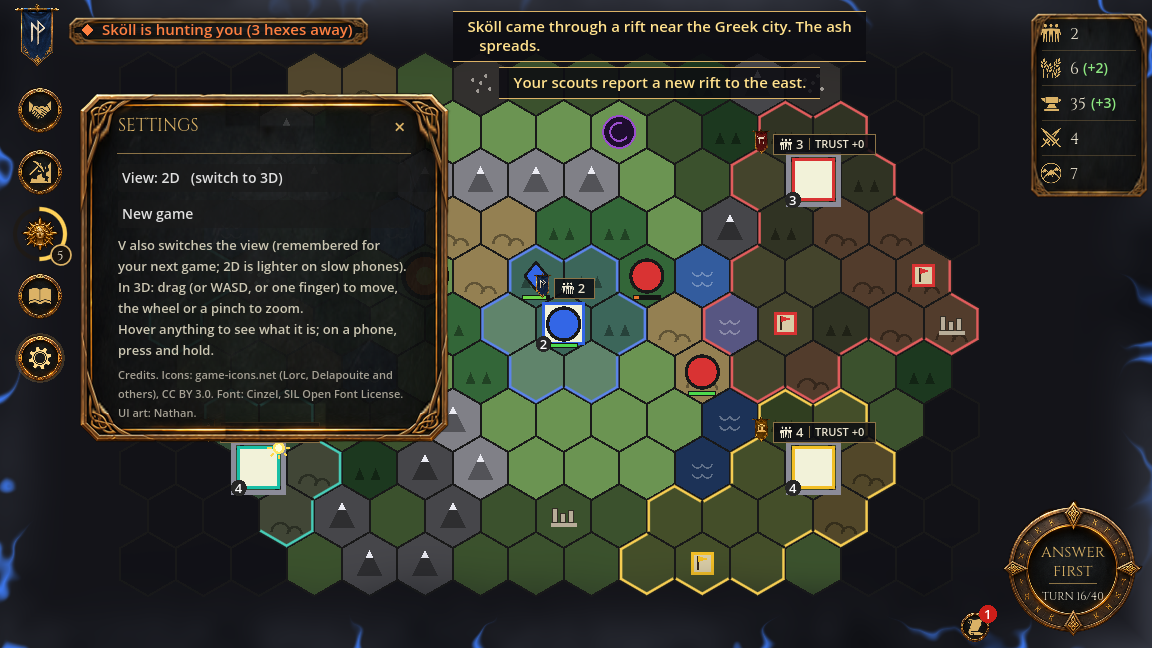 Sköll is hunting you (3 hexes away)
Sköll came through a rift near the Greek city. The ash
spreads.
Your scouts report a new rift to the east.
2
6 (+2)
35 (+3)
4
7
SETTINGS
×
View: 2D (switch to 3D)
New game
V also switches the view (remembered for
your next game; 2D is lighter on slow phones).
In 3D: drag (or WASD, or one finger) to move,
the wheel or a pinch to zoom.
Hover anything to see what it is; on a phone,
press and hold.
Credits. Icons: game-icons.net (Lorc, Delapouite and
others), CC BY 3.0. Font: Cinzel, SIL Open Font License.
UI art: Nathan.
5
3 | TRUST +0
3
2
2
4 | TRUST +0
4
4
ANSWER
FIRST
TURN 16/40
1